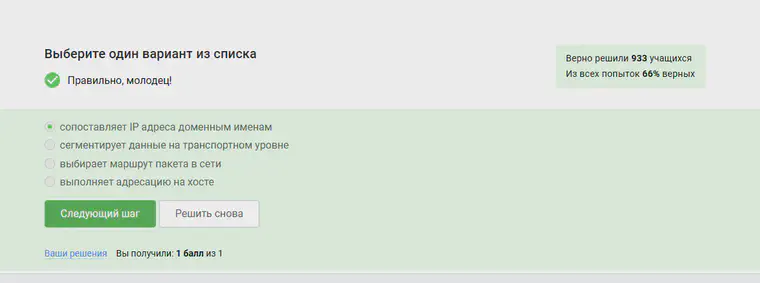 Выберите один вариант из списка
Правильно, молодец!
Верно решили 933 учащихся
Из всех попыток 66% верных
сопоставляет IP адреса доменным именам
сегментирует данные на транспортном уровне
выбирает маршрут пакета в сети
выполняет адресацию на хосте
Следующий шаг
Решить снова
Ваши решения Вы получили: 1 балл из 1